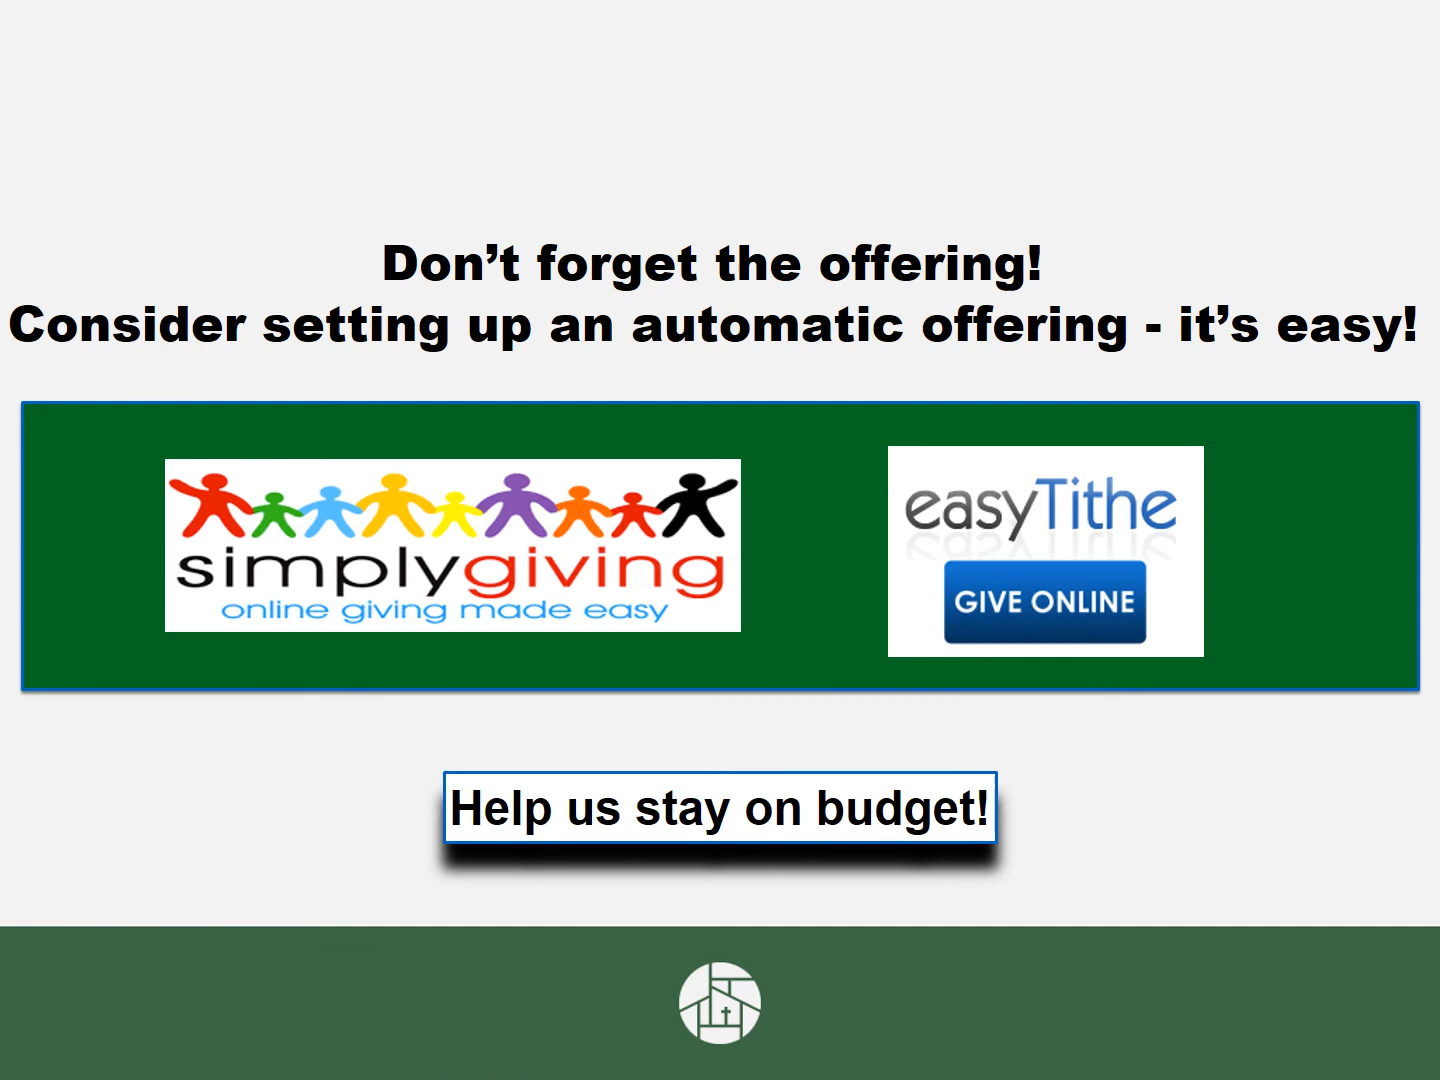 Don’t forget the offering!
Consider setting up an automatic offering - it’s easy!
simplygiving
online giving made easy
easyTithe
GIVE ONLINE
Help us stay on budget!